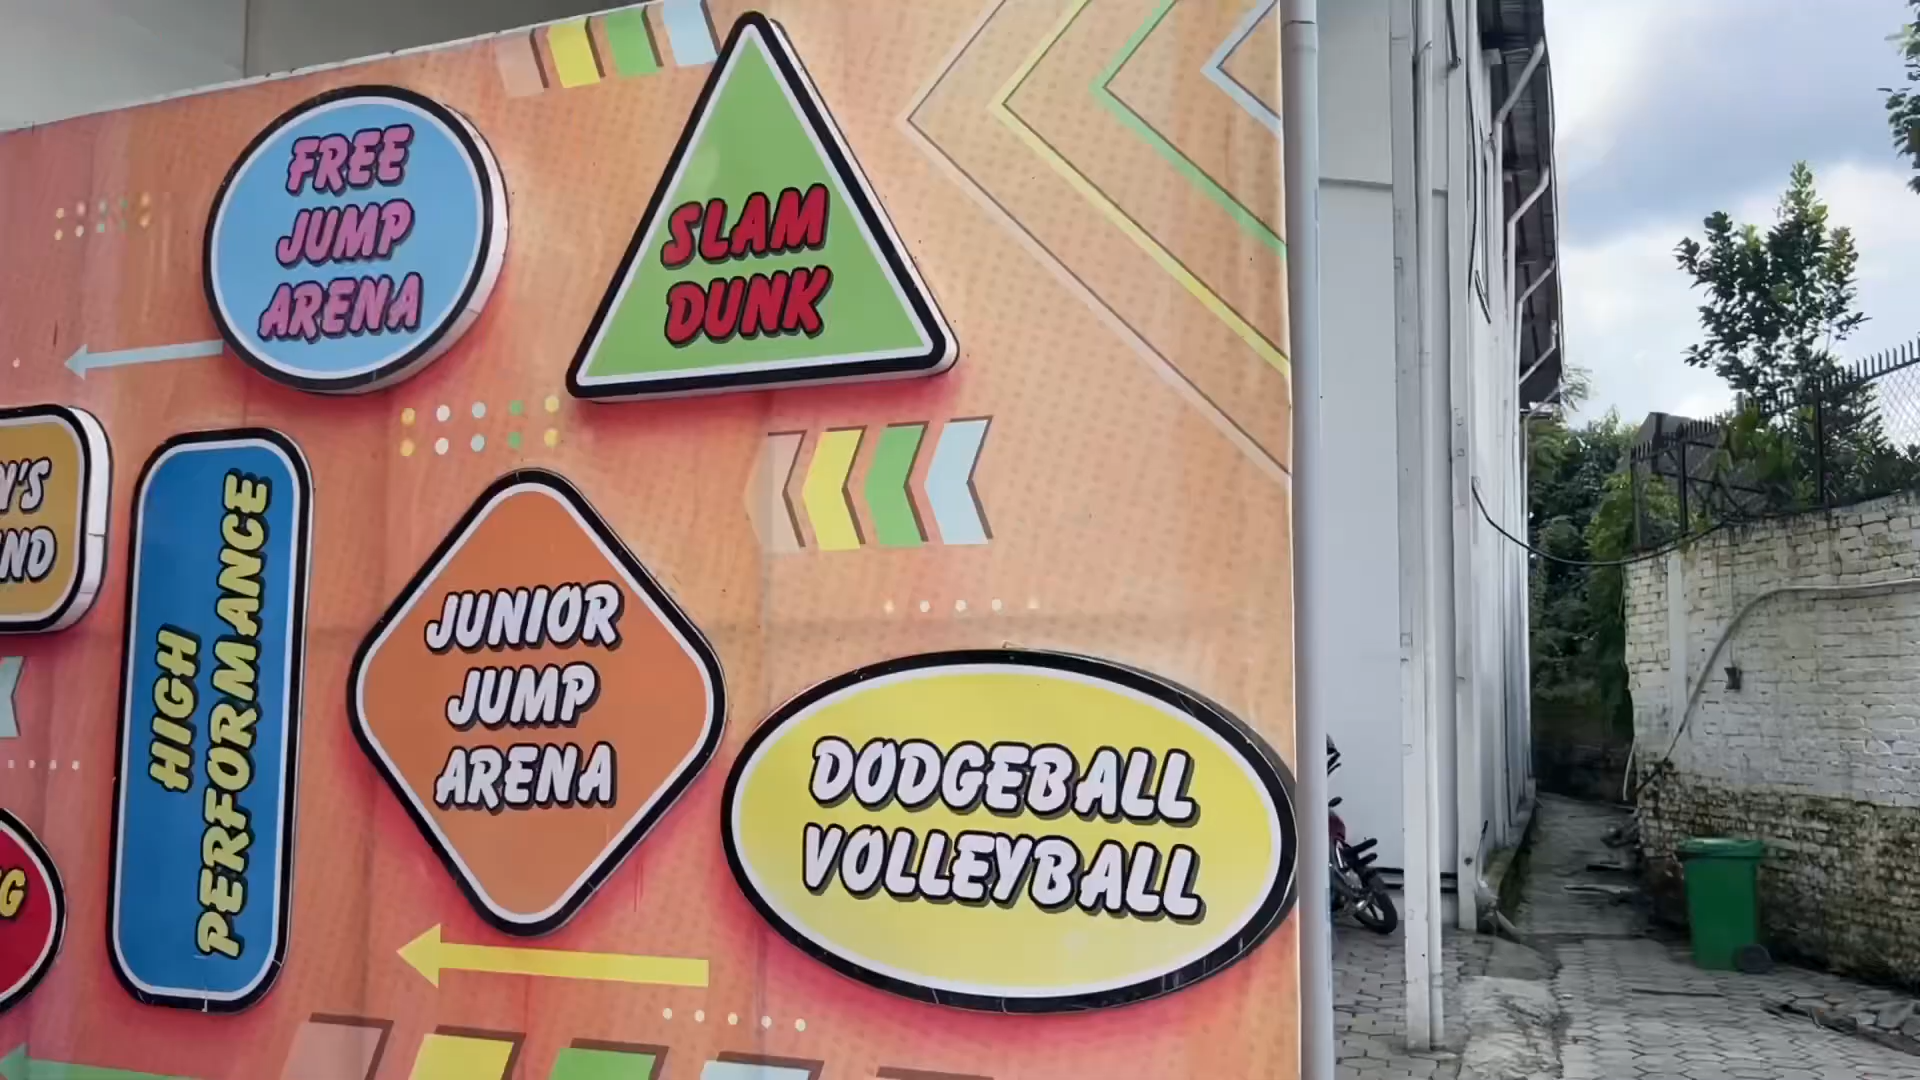 FREE
JUMP
ARENA
SLAM
DUNK
N'S
ND
HIGH
PERFORMANCE
JUNIOR
JUMP
ARENA
DODGEBALL
VOLLEYBALL
G